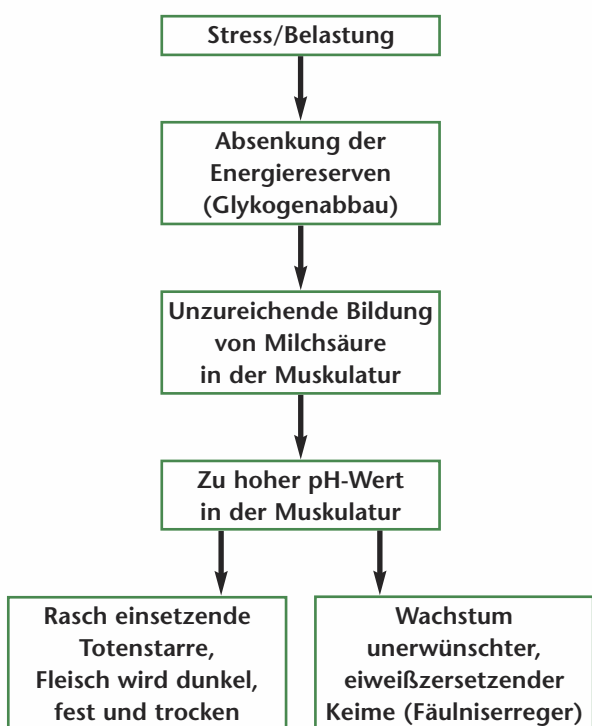 Stress/Belastung
Absenkung der
Energiereserven
(Glykogenabbau)
Unzureichende Bildung
von Milchsäure
in der Muskulatur
Zu hoher pH-Wert
in der Muskulatur
Rasch einsetzende
Totenstarre,
Fleisch wird dunkel,
fest und trocken
Wachstum
unerwünschter,
eiweißzersetzender
Keime (Fäulniserreger)